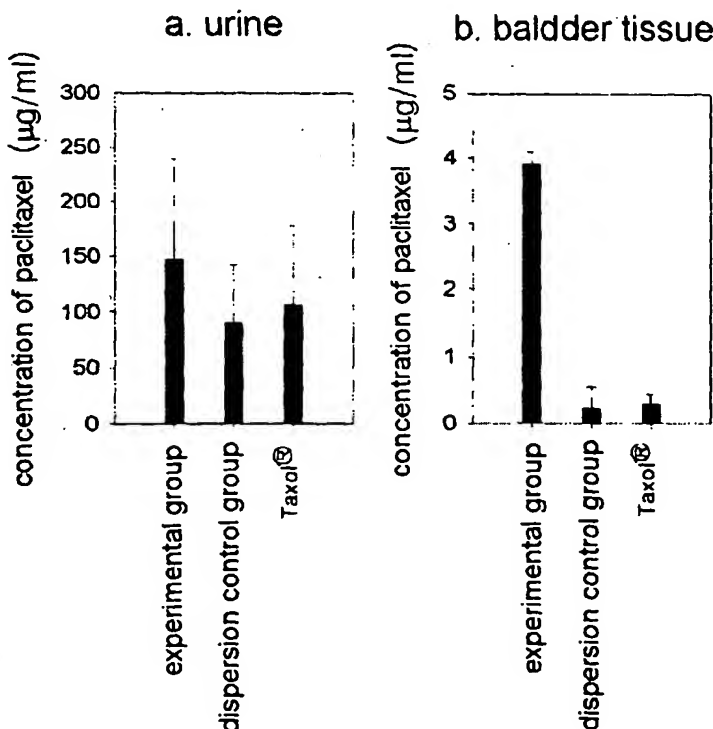 a. urine
concentration of paclitaxel (µg/ml)
300
250
200
150
100
50
0
experimental group
dispersion control group
Taxol®
b. baldder tissue
concentration of paclitaxel (µg/ml)
5
4
3
2
1
0
experimental group
dispersion control group
Taxol®